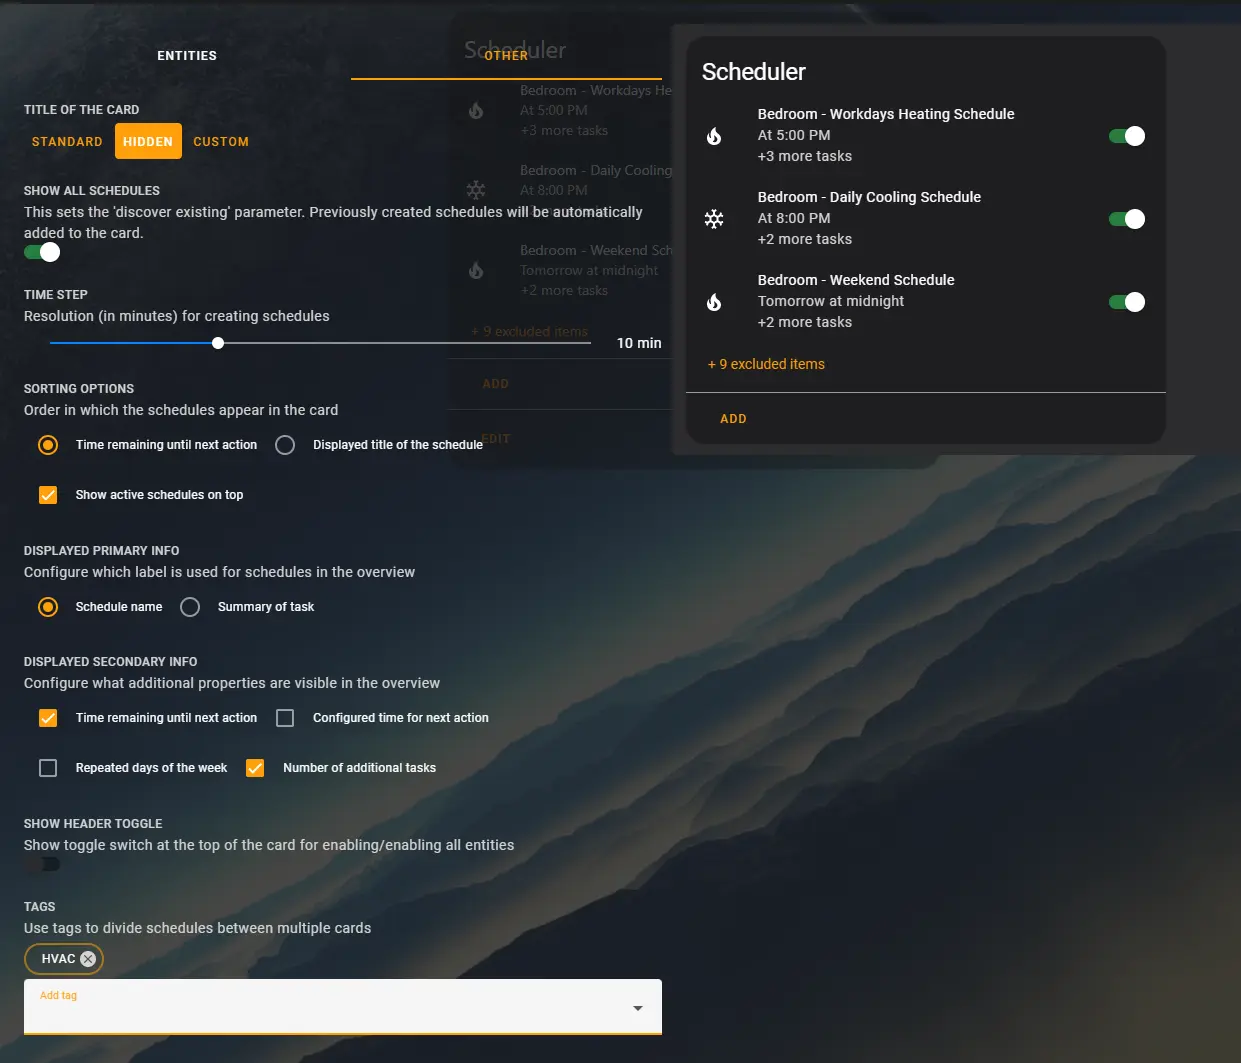 ENTITIES
OTHER
TITLE OF THE CARD
STANDARD
HIDDEN
CUSTOM
SHOW ALL SCHEDULES
This sets the 'discover existing' parameter. Previously created schedules will be automatically
added to the card.
TIME STEP
Resolution (in minutes) for creating schedules
10 min
SORTING OPTIONS
Order in which the schedules appear in the card
Time remaining until next action
Displayed title of the schedule
Show active schedules on top
DISPLAYED PRIMARY INFO
Configure which label is used for schedules in the overview
Schedule name
Summary of task
DISPLAYED SECONDARY INFO
Configure what additional properties are visible in the overview
Time remaining until next action
Configured time for next action
Repeated days of the week
Number of additional tasks
SHOW HEADER TOGGLE
Show toggle switch at the top of the card for enabling/enabling all entities
TAGS
Use tags to divide schedules between multiple cards
HVAC
Add tag
Scheduler
Bedroom - Workdays He
At 5:00 PM
+3 more tasks
Bedroom - Daily Cooling
At 8:00 PM
Bedroom - Weekend Sch
Tomorrow at midnight
+2 more tasks
+ 9 excluded items
ADD
EDIT
Scheduler
Bedroom - Workdays Heating Schedule
At 5:00 PM
+3 more tasks
Bedroom - Daily Cooling Schedule
At 8:00 PM
+2 more tasks
Bedroom - Weekend Schedule
Tomorrow at midnight
+2 more tasks
+ 9 excluded items
ADD